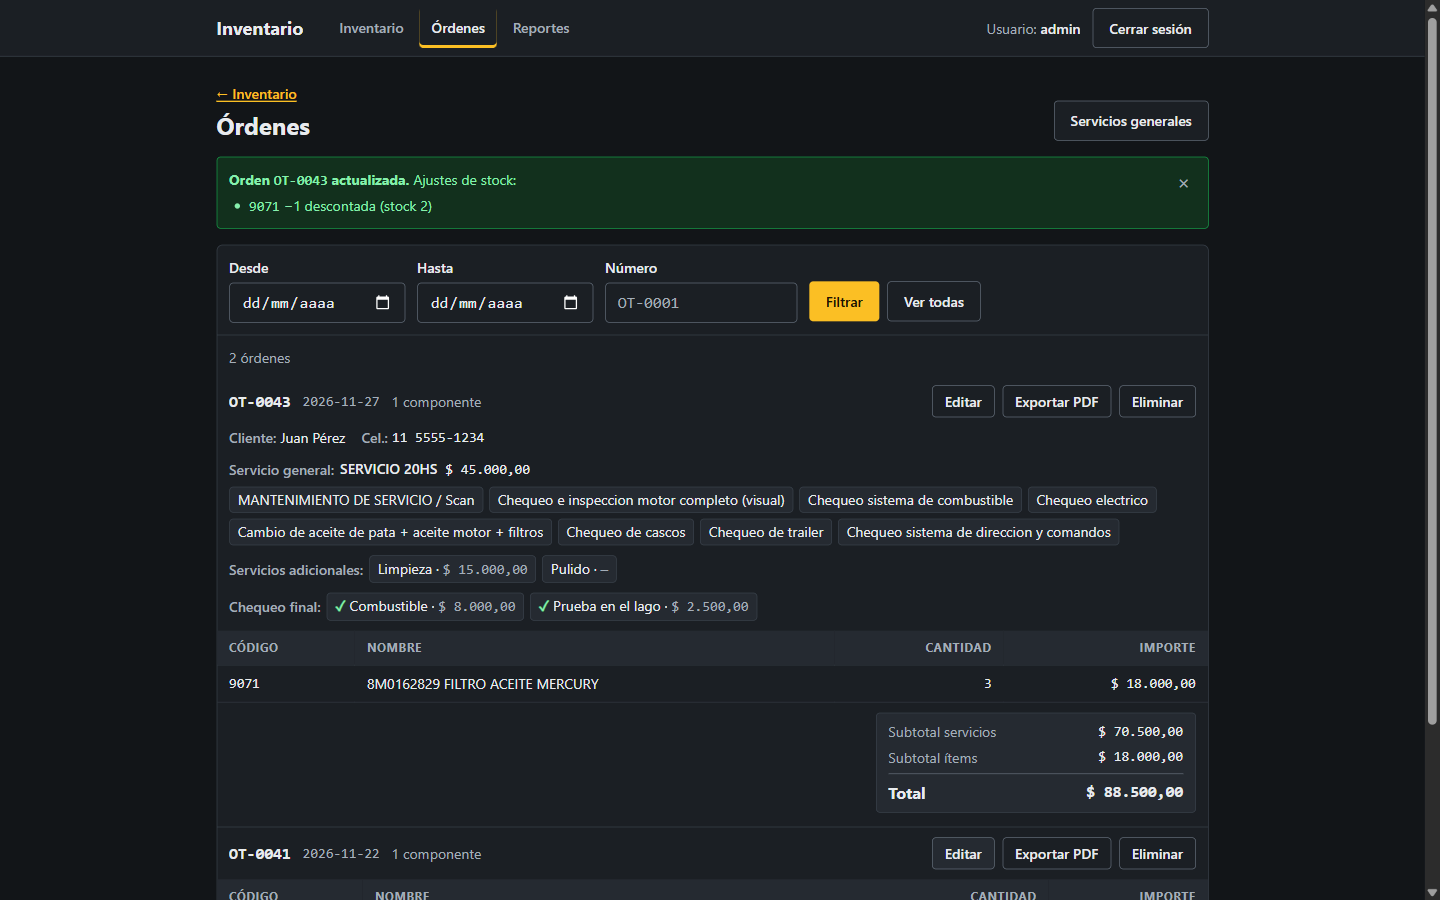 Inventario Inventario Órdenes Reportes Usuario: admin Cerrar sesión
← Inventario
Órdenes
Servicios generales
Orden OT-0043 actualizada. Ajustes de stock:
• 9071 −1 descontada (stock 2)
×
Desde Hasta Número
dd/mm/aaaa dd/mm/aaaa OT-0001 Filtrar Ver todas
2 órdenes
OT-0043 2026-11-27 1 componente Editar Exportar PDF Eliminar
Cliente: Juan Pérez Cel.: 11 5555-1234
Servicio general: SERVICIO 20HS $ 45.000,00
MANTENIMIENTO DE SERVICIO / Scan Chequeo e inspeccion motor completo (visual) Chequeo sistema de combustible Chequeo electrico
Cambio de aceite de pata + aceite motor + filtros Chequeo de cascos Chequeo de trailer Chequeo sistema de direccion y comandos
Servicios adicionales: Limpieza · $ 15.000,00 Pulido · —
Chequeo final: ✓ Combustible · $ 8.000,00 ✓ Prueba en el lago · $ 2.500,00
CÓDIGO NOMBRE CANTIDAD IMPORTE
9071 8M0162829 FILTRO ACEITE MERCURY 3 $ 18.000,00
Subtotal servicios $ 70.500,00
Subtotal ítems $ 18.000,00
Total $ 88.500,00
OT-0041 2026-11-22 1 componente Editar Exportar PDF Eliminar
CÓDIGO NOMBRE CANTIDAD IMPORTE